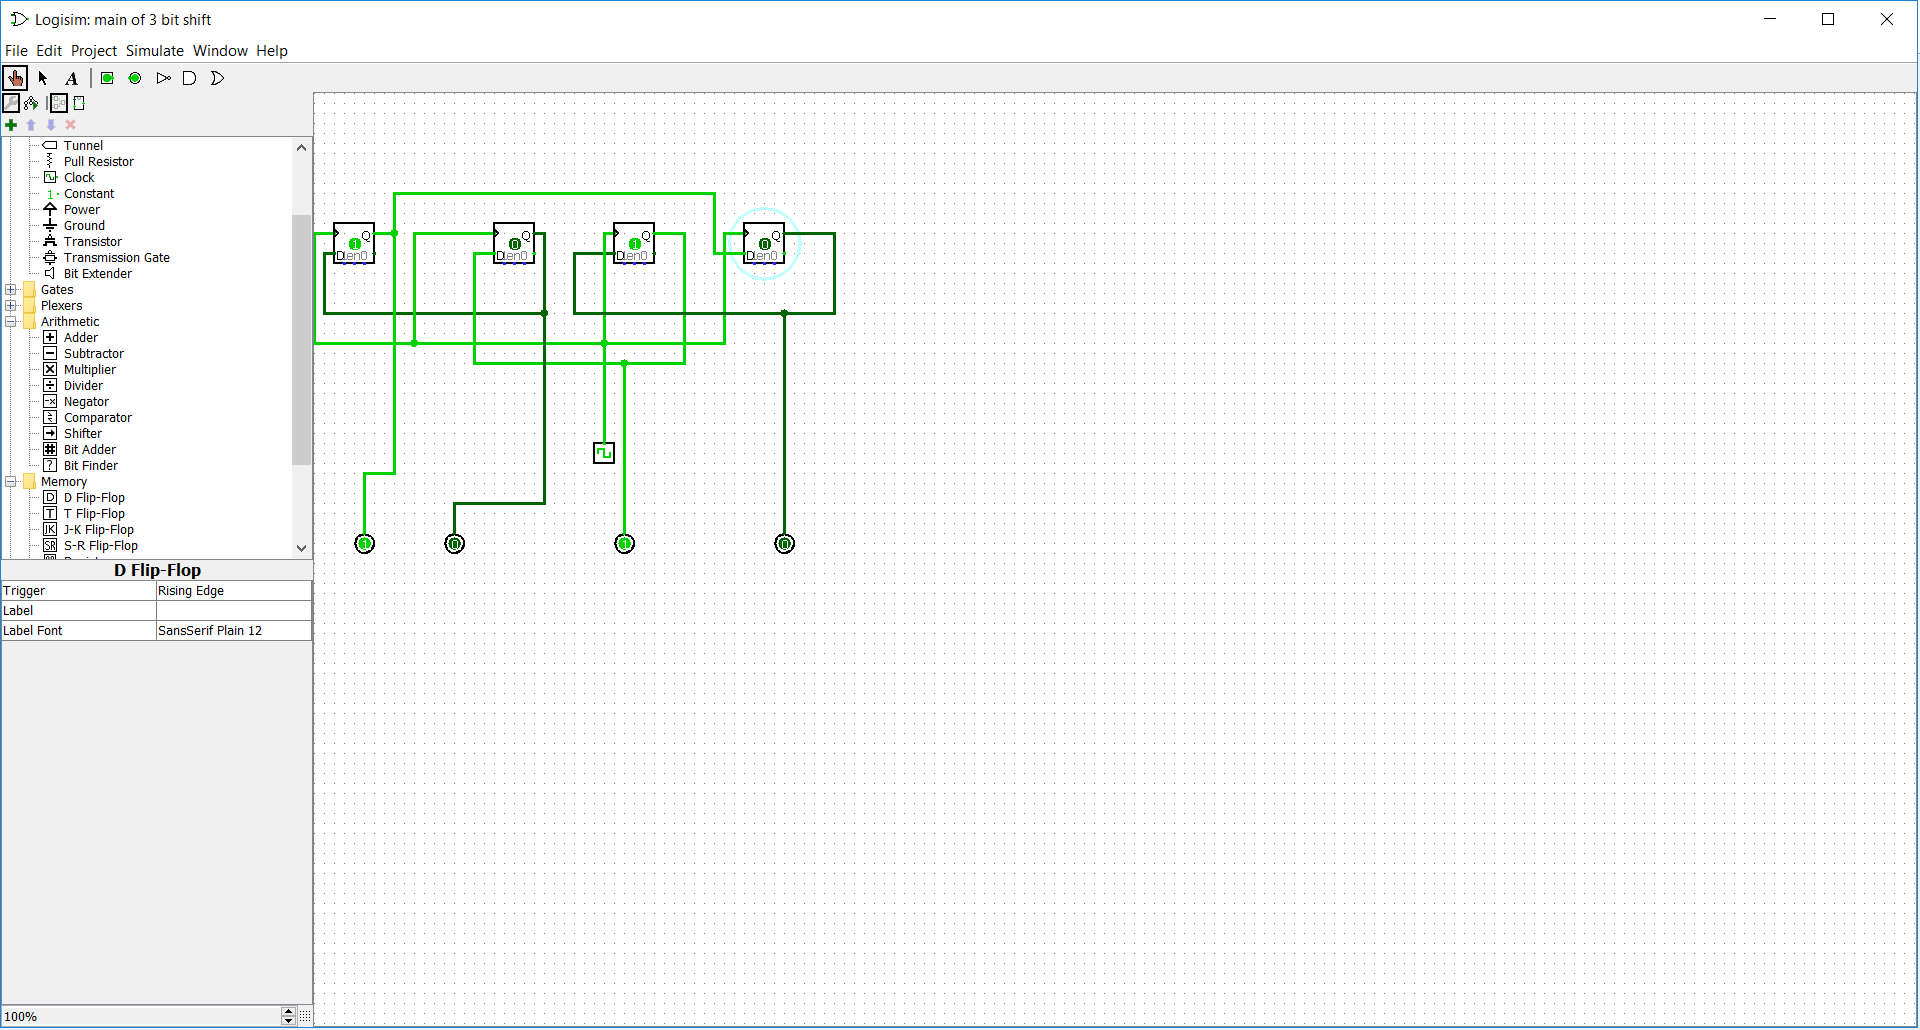 Logisim: main of 3 bit shift
File Edit Project Simulate Window Help
A
Tunnel
Pull Resistor
Clock
1 Constant
Power
Ground
Transistor
Transmission Gate
Bit Extender
Gates
Plexers
Arithmetic
Adder
Subtractor
Multiplier
Divider
Negator
Comparator
Shifter
Bit Adder
? Bit Finder
Memory
D D Flip-Flop
T T Flip-Flop
JK J-K Flip-Flop
SR S-R Flip-Flop
D Flip-Flop
Trigger Rising Edge
Label
Label Font SansSerif Plain 12
100%
Q Q Q Q
1 0 1 0
D en 0 D en 0 D en 0 D en 0
1 0 1 0